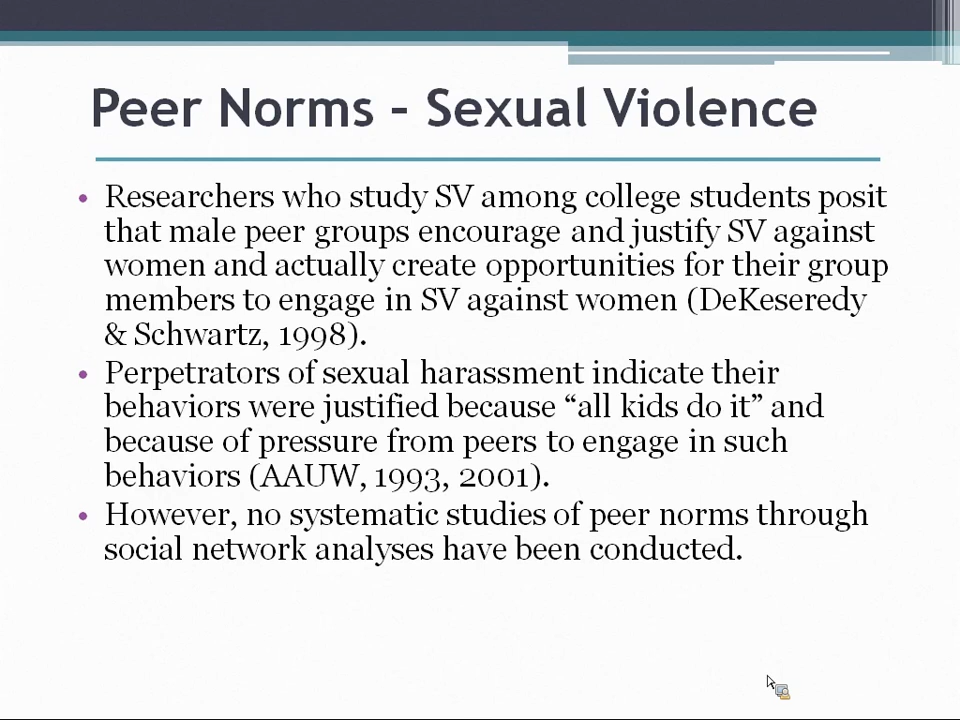 Peer Norms – Sexual Violence
• Researchers who study SV among college students posit
that male peer groups encourage and justify SV against
women and actually create opportunities for their group
members to engage in SV against women (DeKeseredy
& Schwartz, 1998).
• Perpetrators of sexual harassment indicate their
behaviors were justified because “all kids do it” and
because of pressure from peers to engage in such
behaviors (AAUW, 1993, 2001).
• However, no systematic studies of peer norms through
social network analyses have been conducted.